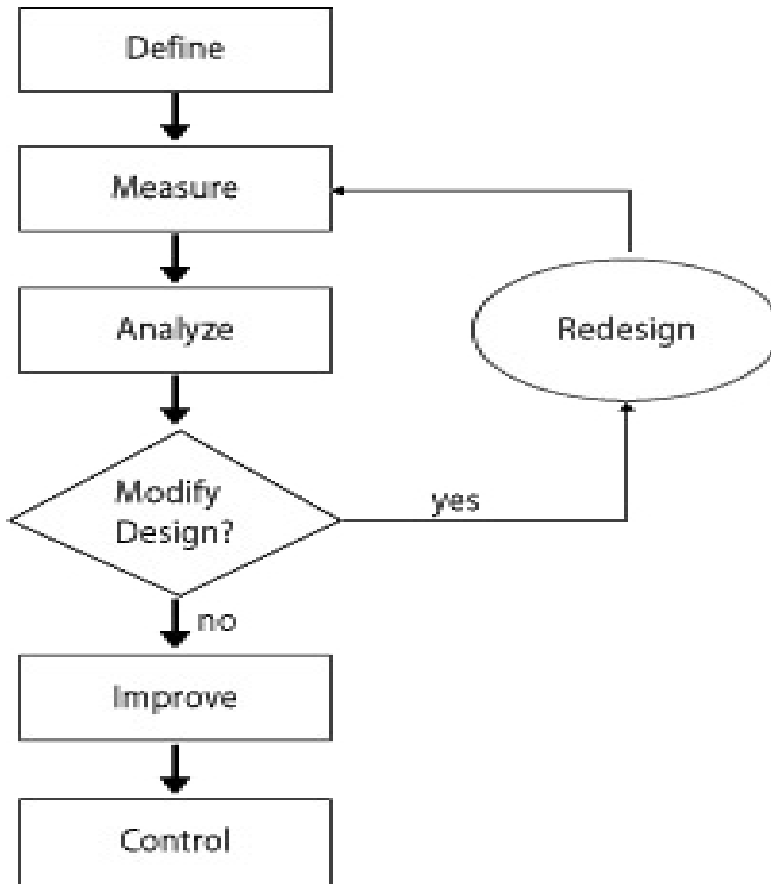 Define
Measure
Analyze
Redesign
Modify
Design?
yes
no
Improve
Control